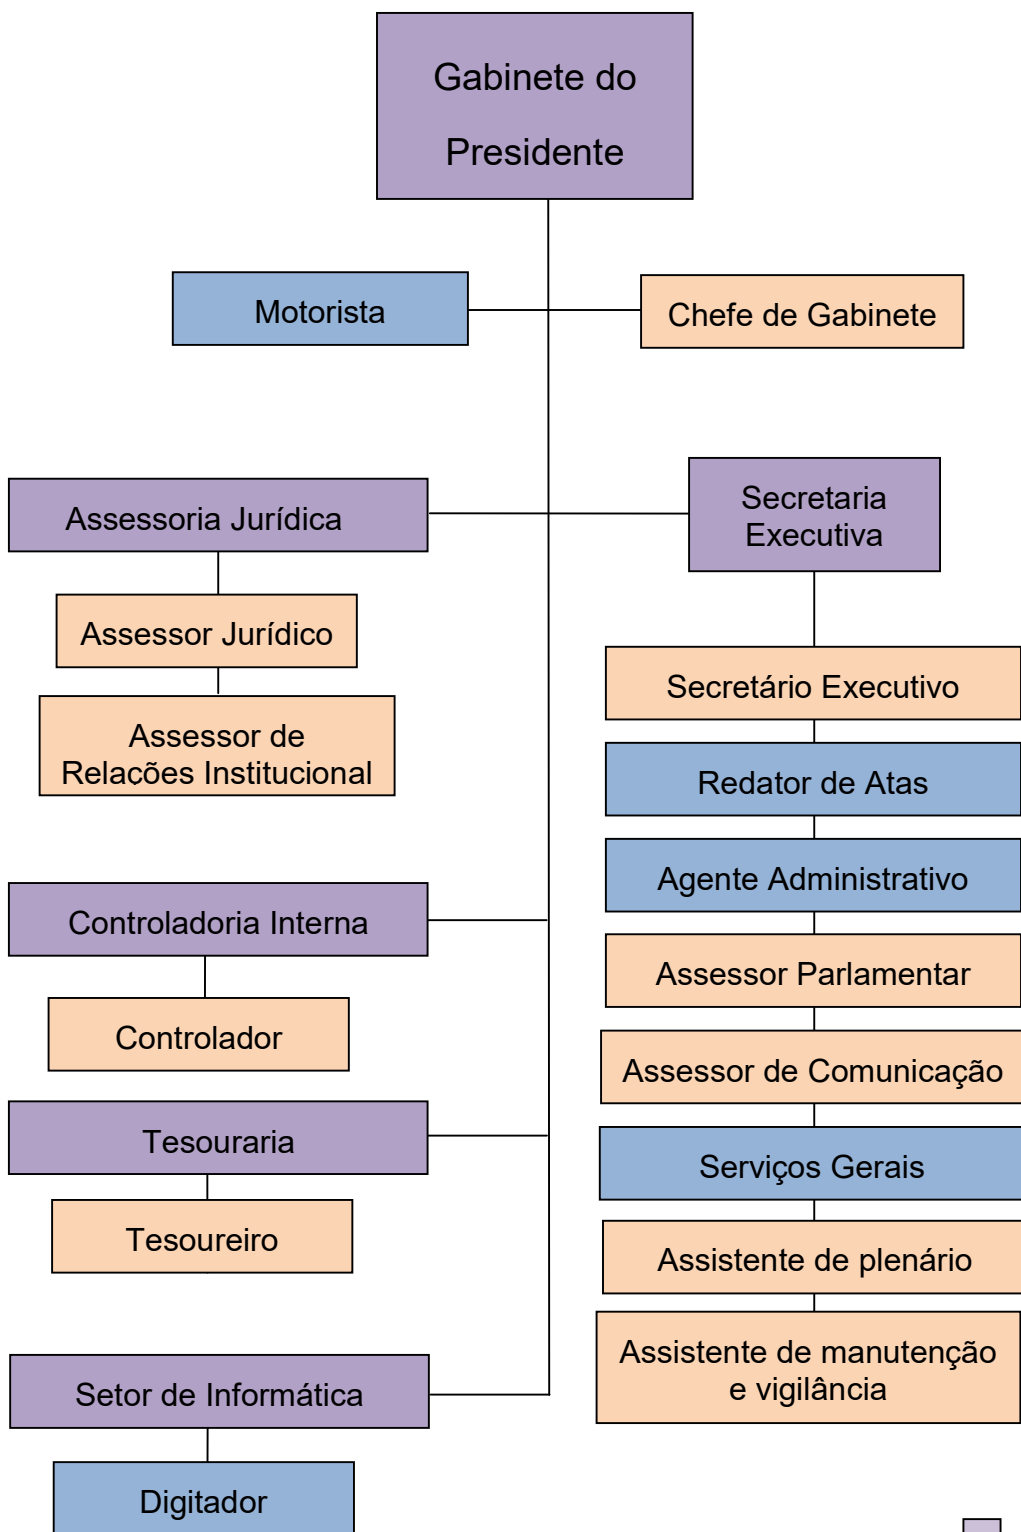 Gabinete do
Presidente
Motorista
Chefe de Gabinete
Assessoria Jurídica
Assessor Jurídico
Assessor de
Relações Institucional
Controladoria Interna
Controlador
Tesouraria
Tesoureiro
Setor de Informática
Digitador
Secretaria
Executiva
Secretário Executivo
Redator de Atas
Agente Administrativo
Assessor Parlamentar
Assessor de Comunicação
Serviços Gerais
Assistente de plenário
Assistente de manutenção
e vigilância